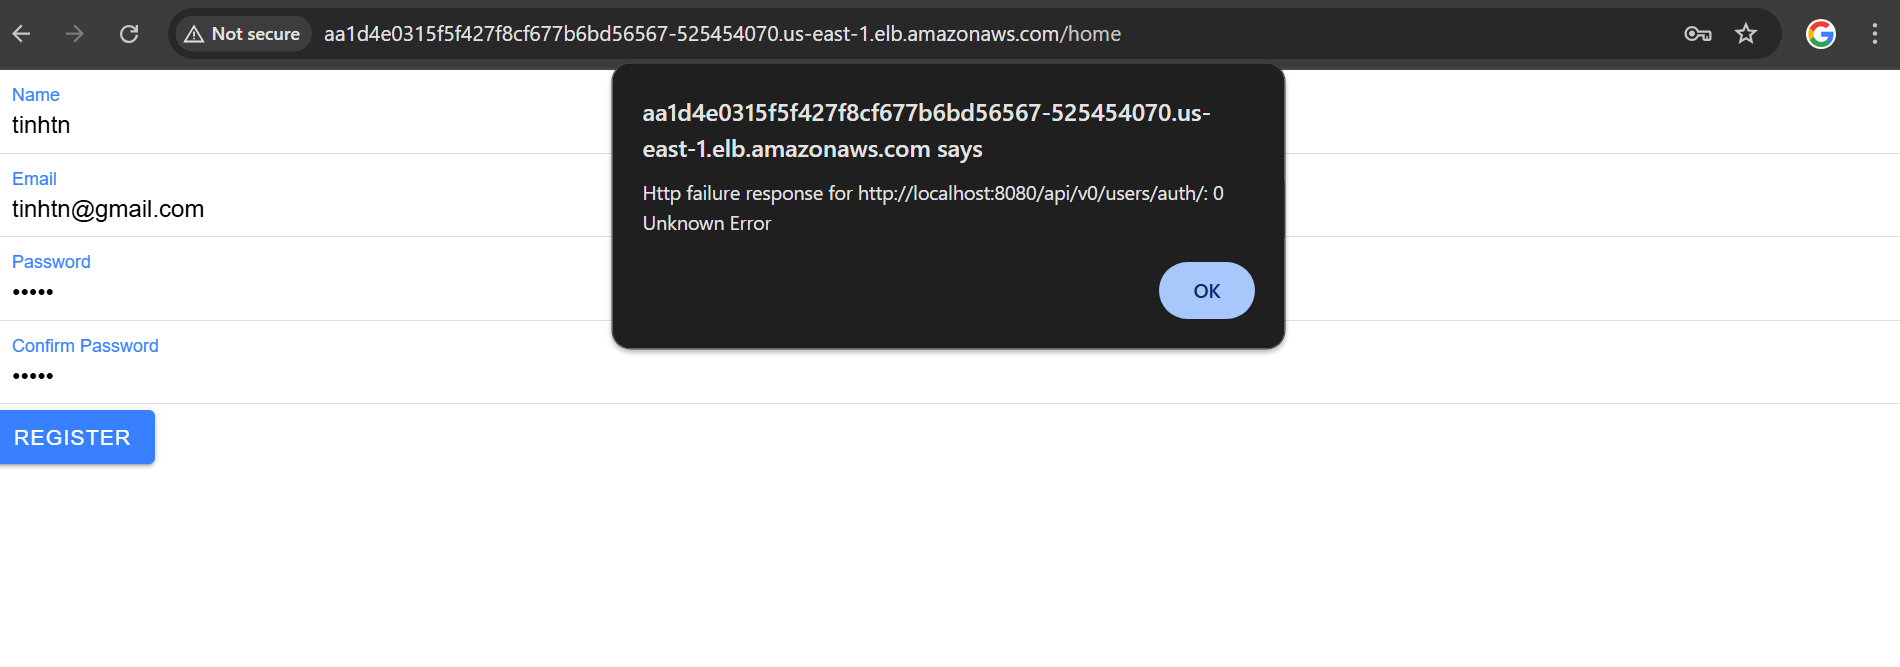 Not secure
aa1d4e0315f5f427f8cf677b6bd56567-525454070.us-east-1.elb.amazonaws.com/home
aa1d4e0315f5f427f8cf677b6bd56567-525454070.us-
east-1.elb.amazonaws.com says
Http failure response for http://localhost:8080/api/v0/users/auth/: 0
Unknown Error
OK
Name
tinhtn
Email
tinhtn@gmail.com
Password
•••••
Confirm Password
•••••
REGISTER